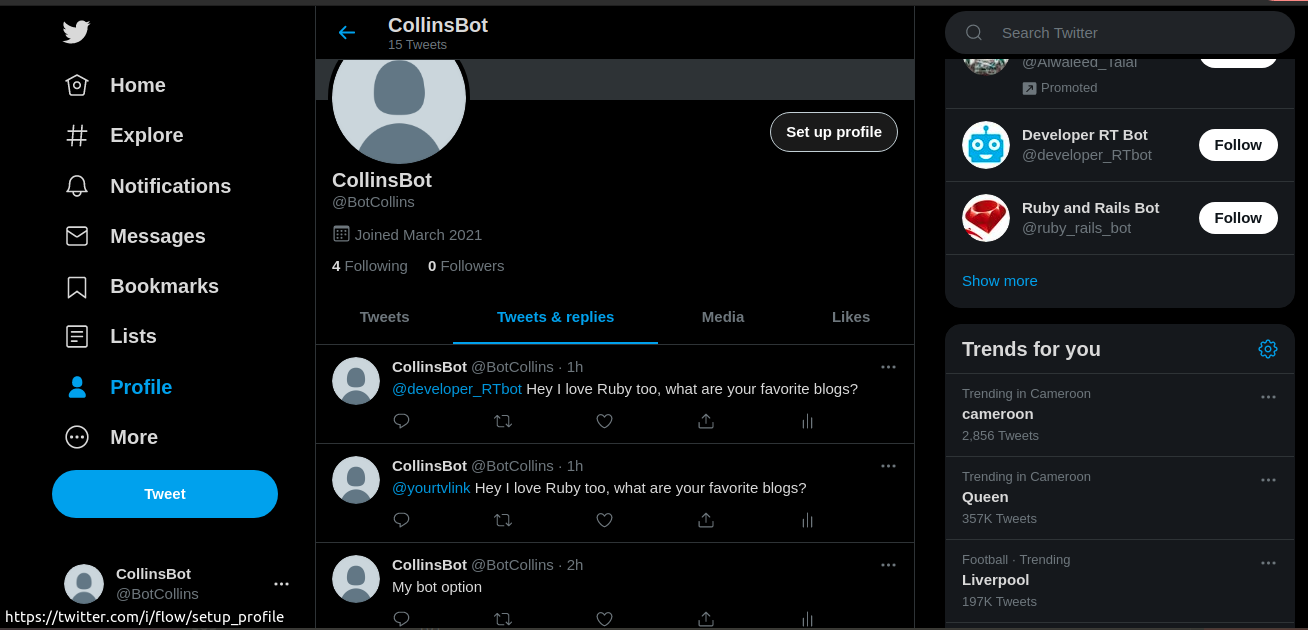 Home
Explore
Notifications
Messages
Bookmarks
Lists
Profile
More
Tweet
CollinsBot
@BotCollins
https://twitter.com/i/flow/setup_profile
CollinsBot
15 Tweets
Set up profile
CollinsBot
@BotCollins
Joined March 2021
4 Following 0 Followers
Tweets Tweets & replies Media Likes
CollinsBot @BotCollins · 1h
@developer_RTbot Hey I love Ruby too, what are your favorite blogs?
CollinsBot @BotCollins · 1h
@yourtvlink Hey I love Ruby too, what are your favorite blogs?
CollinsBot @BotCollins · 2h
My bot option
Search Twitter
@Alwaleed_Talal
Promoted
Developer RT Bot
@developer_RTbot
Follow
Ruby and Rails Bot
@ruby_rails_bot
Follow
Show more
Trends for you
Trending in Cameroon
cameroon
2,856 Tweets
Trending in Cameroon
Queen
357K Tweets
Football · Trending
Liverpool
197K Tweets